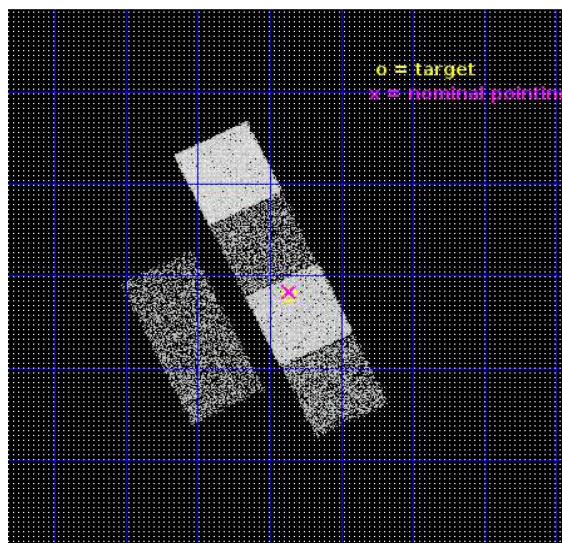 o = target
x = nominal pointing